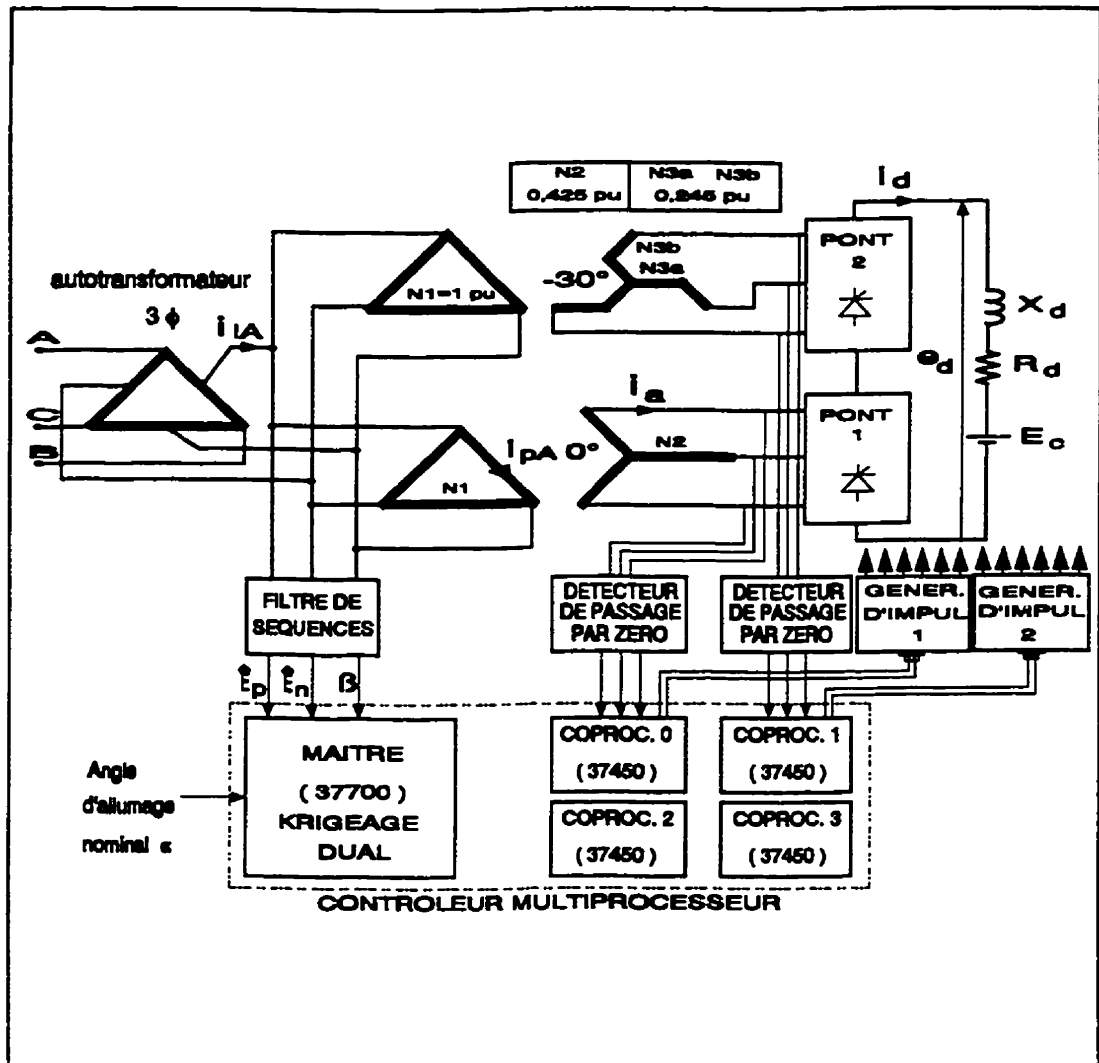 N2 N3a N3b
0,425 pu 0,245 pu
autotransformateur
3 ϕ
A
C
B
i lA
N1=1 pu
N1
i pA 0°
-30°
N3b
N3a
i a
N2
PONT
2
PONT
1
i d
e d
X d
R d
E c
FILTRE DE
SEQUENCES
DETECTEUR
DE PASSAGE
PAR ZERO
DETECTEUR
DE PASSAGE
PAR ZERO
GENER.
D'IMPUL
1
GENER.
D'IMPUL
2
Ėp Ėn β
Angle
d'allumage
nominal α
MAITRE
( 37700 )
KRIGEAGE
DUAL
COPROC. 0
( 37450 )
COPROC. 1
( 37450 )
COPROC. 2
( 37450 )
COPROC. 3
( 37450 )
CONTROLEUR MULTIPROCESSEUR